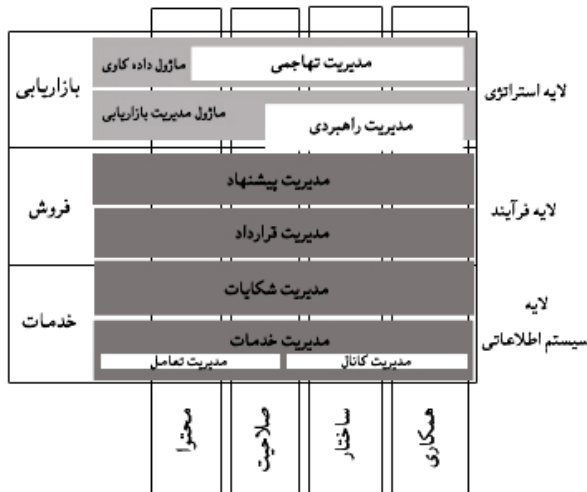 مدیریت تهاجمی
ماژول داده کاری
بازاریابی
لایه استراتژی
ماژول مدیریت بازاریابی
مدیریت راهبردی
مدیریت پیشنهاد
لایه فرآیند
فروش
مدیریت قرارداد
مدیریت شکایات
لایه
سیستم اطلاعاتی
خدمات
مدیریت خدمات
مدیریت کانال
مدیریت تعامل
همکاری
ساختار
صلاحیت
محتوا